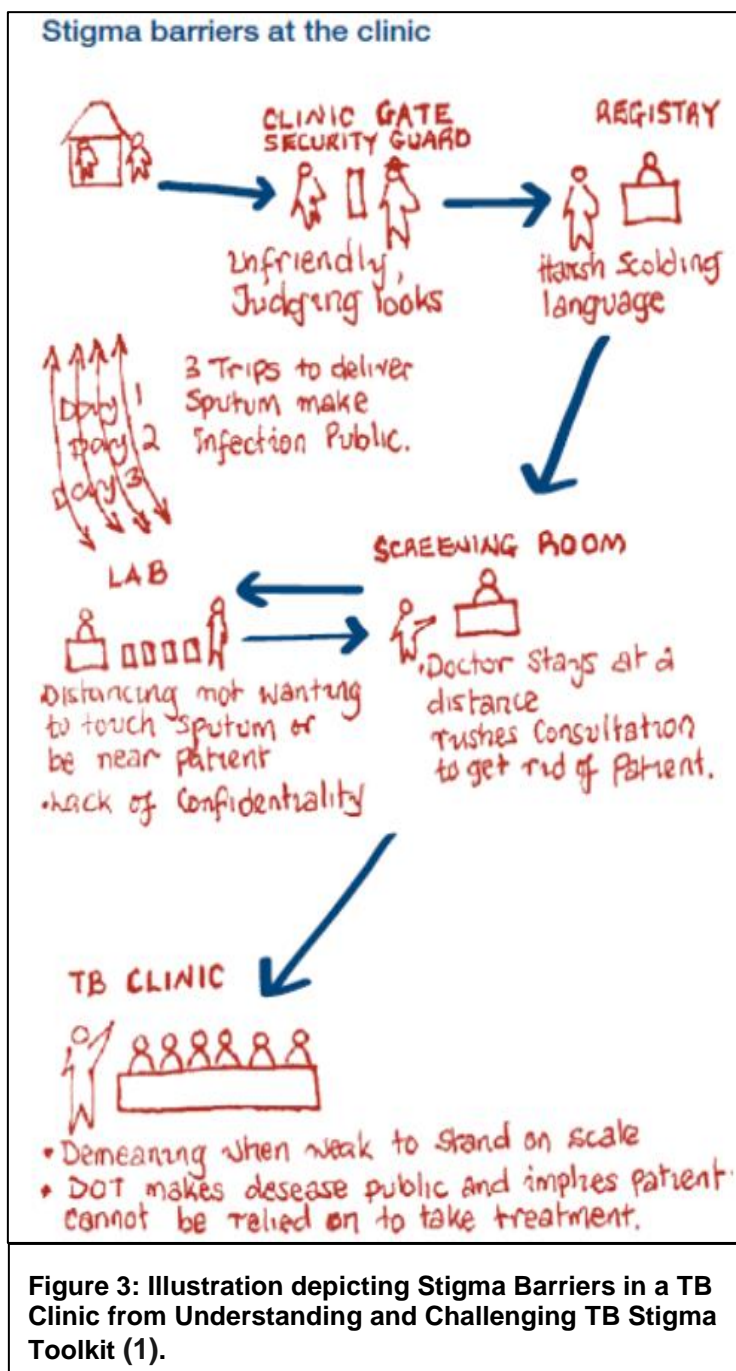 Stigma barriers at the clinic
CLINIC GATE
SECURITY GUARD
Unfriendly,
Judging looks
REGISTRY
Harsh Scolding
language
3 Trips to deliver
Sputum make
Infection Public.
Day 1
Day 2
Day 3
SCREENING ROOM
.Doctor Stays at a
distance
rushes Consultation
to get rid of Patient.
LAB
Distancing not wanting
to touch Sputum or
be near patient
•Lack of Confidentiality
TB CLINIC
• Demeaning when weak to stand on scale
• DOT makes desease public and implies patient
cannot be relied on to take treatment.
Figure 3: Illustration depicting Stigma Barriers in a TB
Clinic from Understanding and Challenging TB Stigma
Toolkit (1).